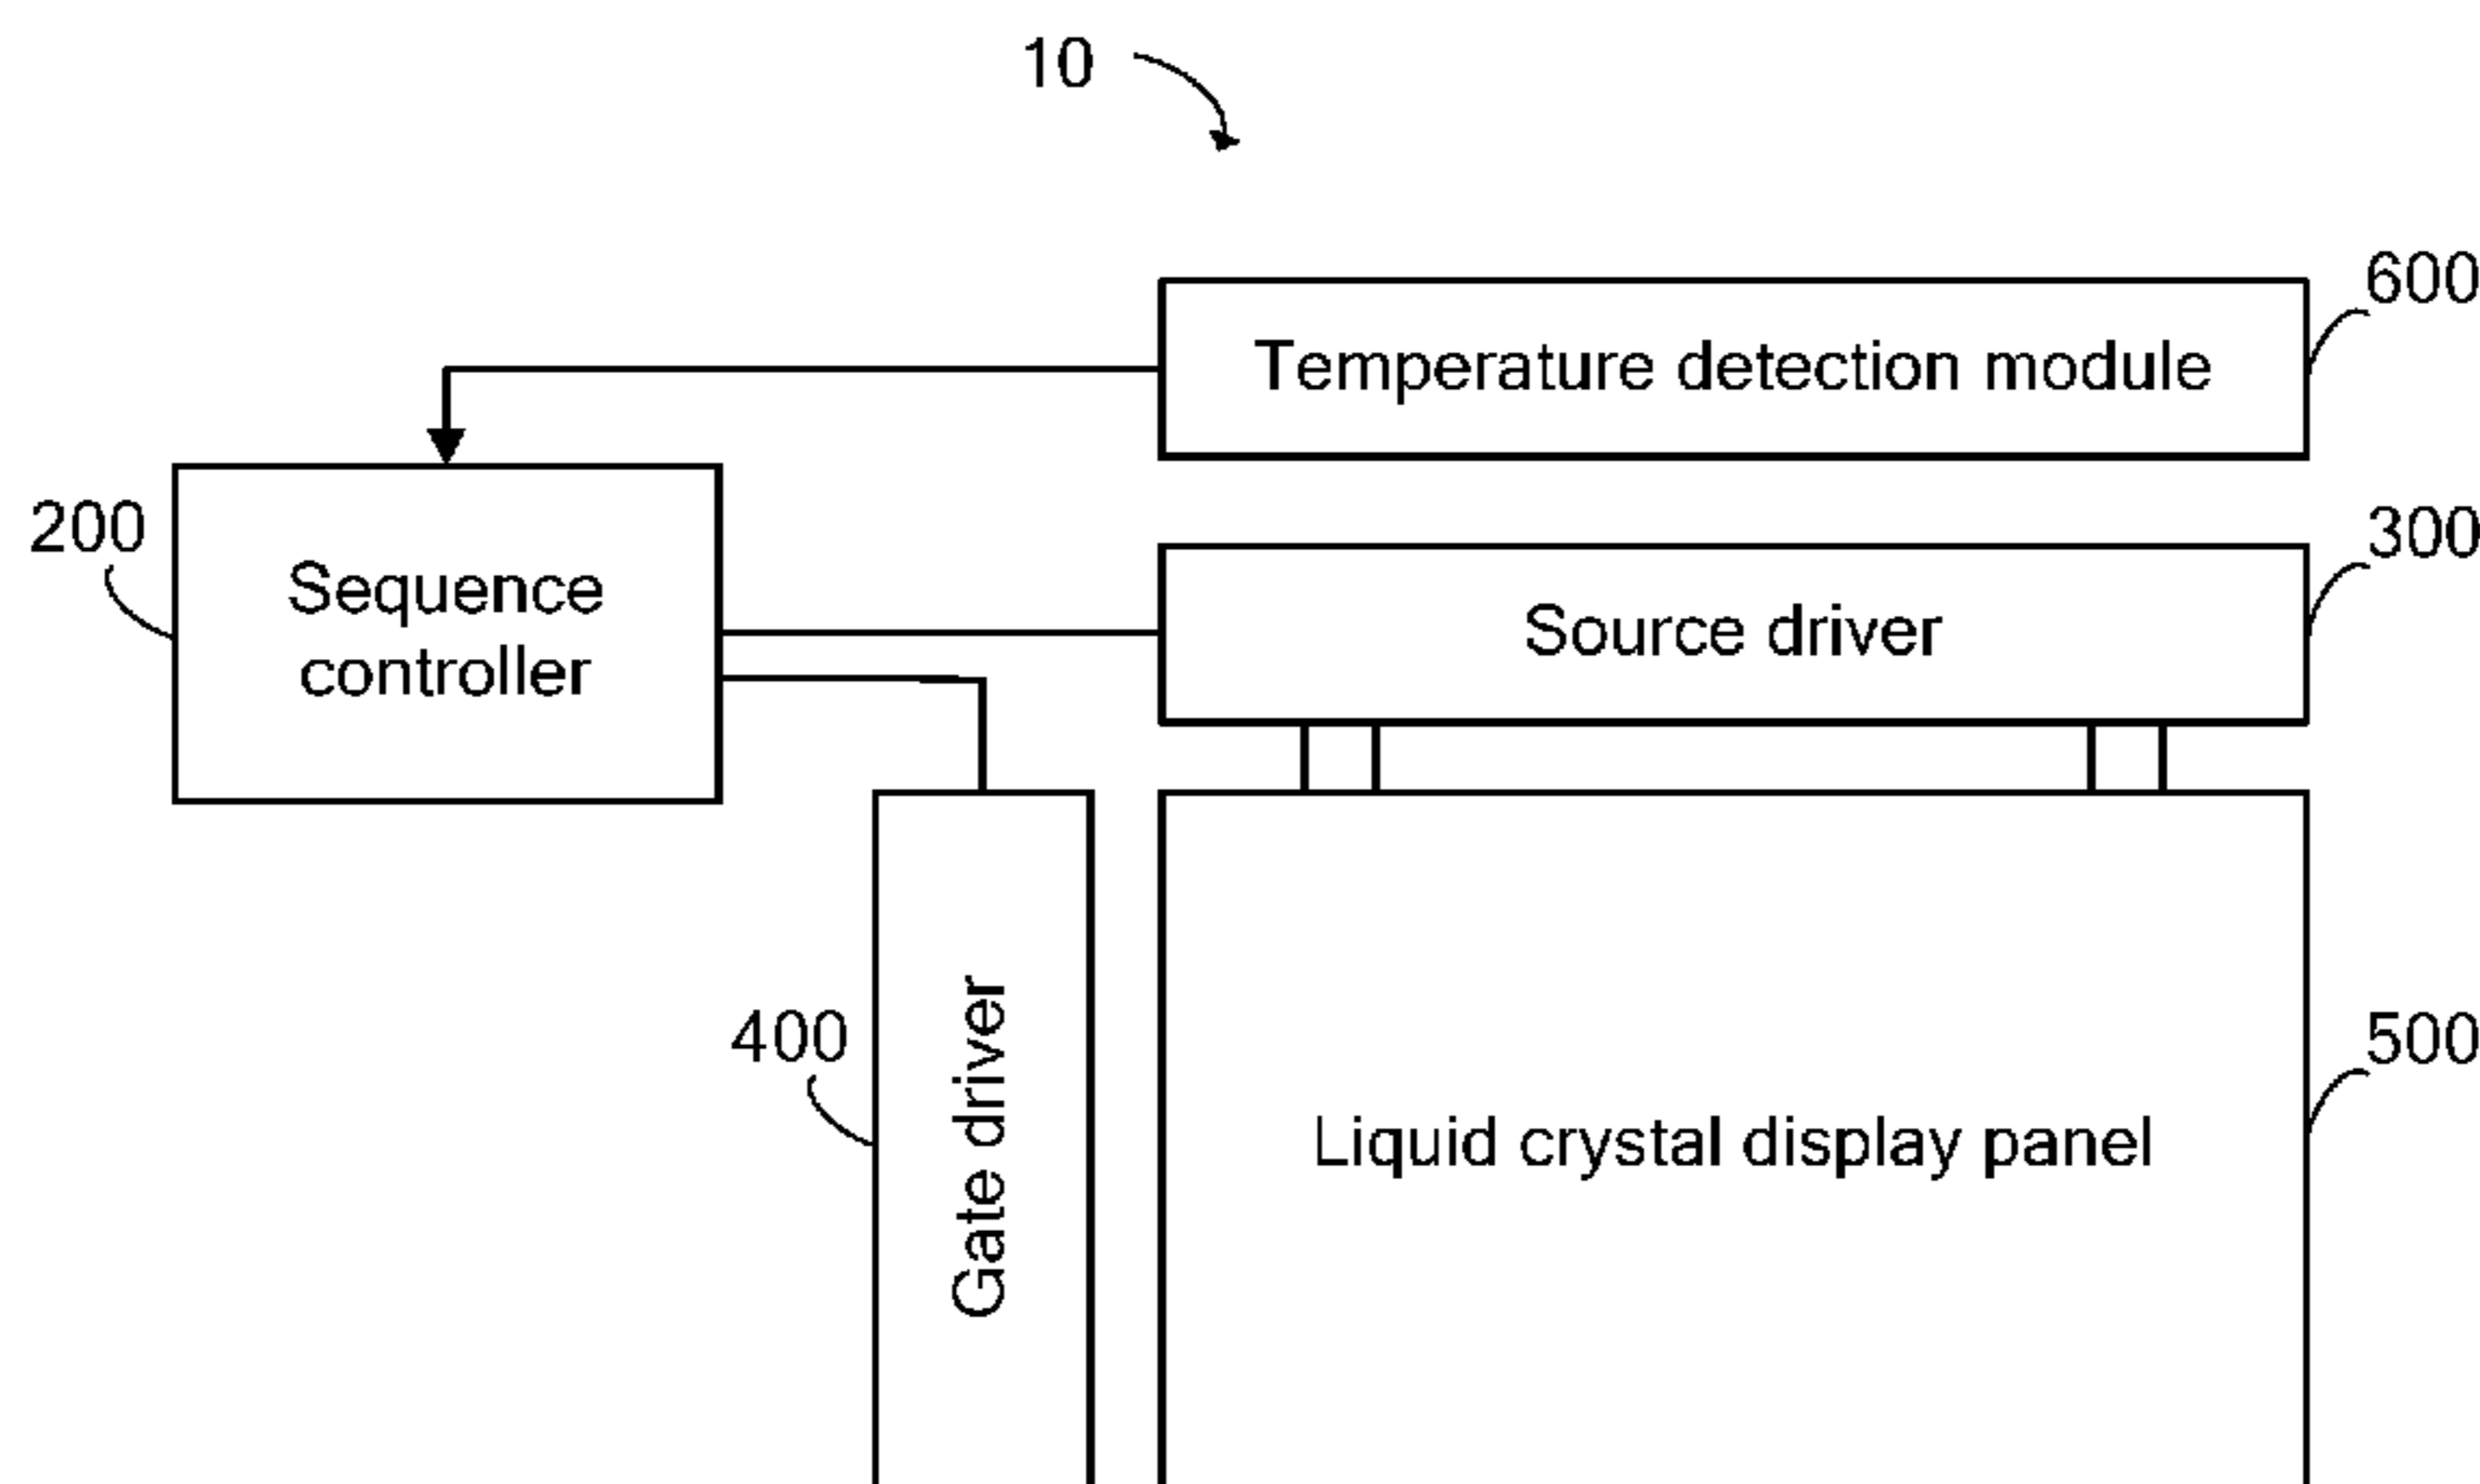 10
600
Temperature detection module
200
Sequence
controller
300
Source driver
400
Gate driver
500
Liquid crystal display panel